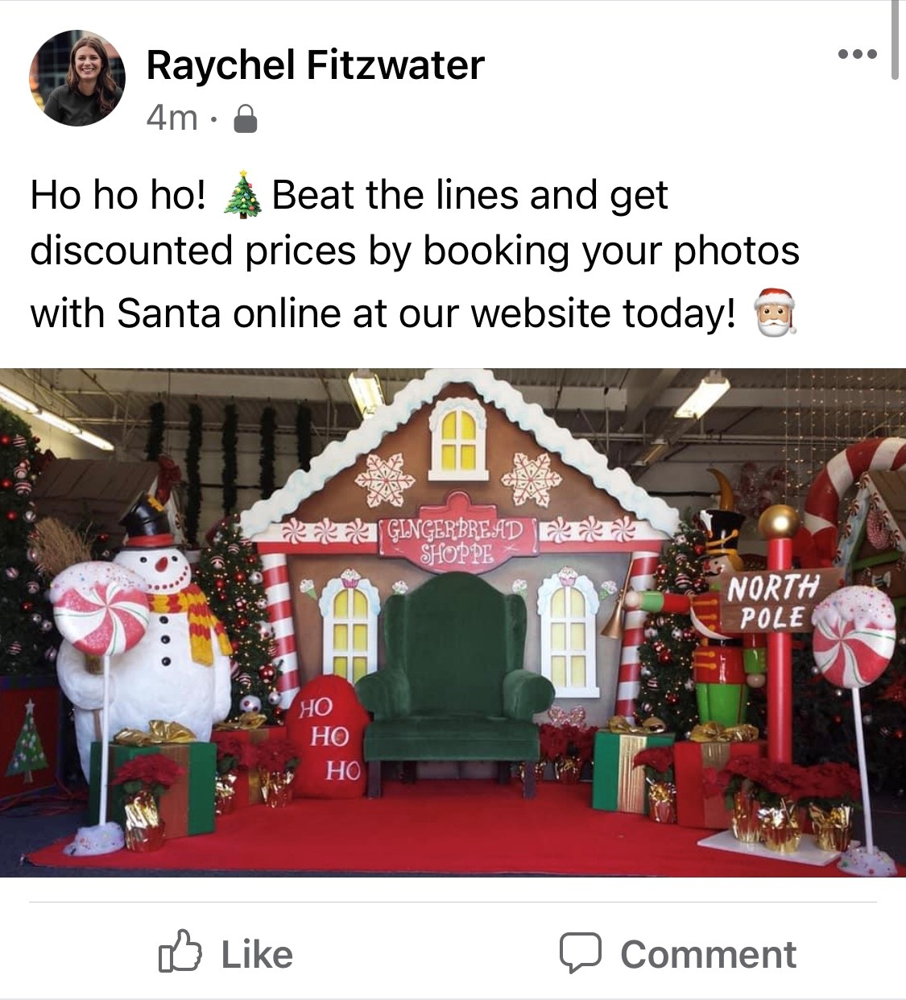 Raychel Fitzwater
4m ·
Ho ho ho! 🎄 Beat the lines and get
discounted prices by booking your photos
with Santa online at our website today! 🎅🏼
GINGERBREAD
SHOPPE
NORTH
POLE
HO
HO
HO
Like
Comment